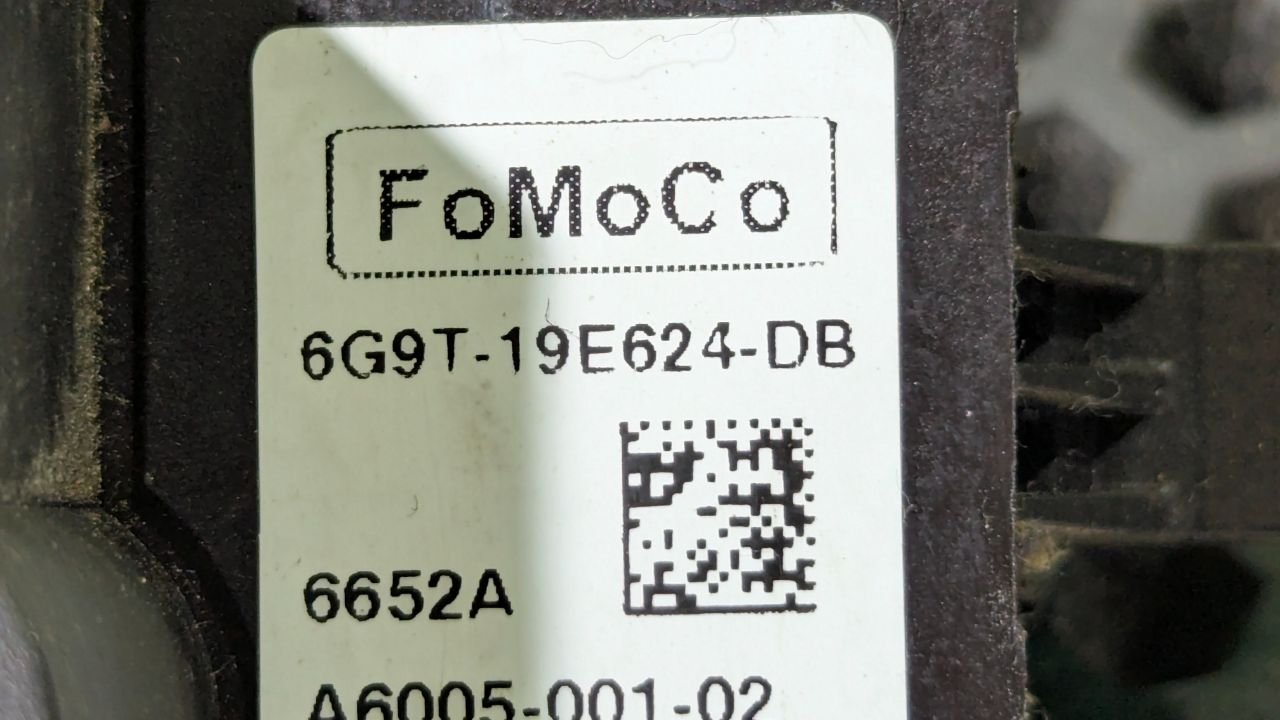 FoMoCo
6G9T-19E624-DB
6652A
A6005-001-02